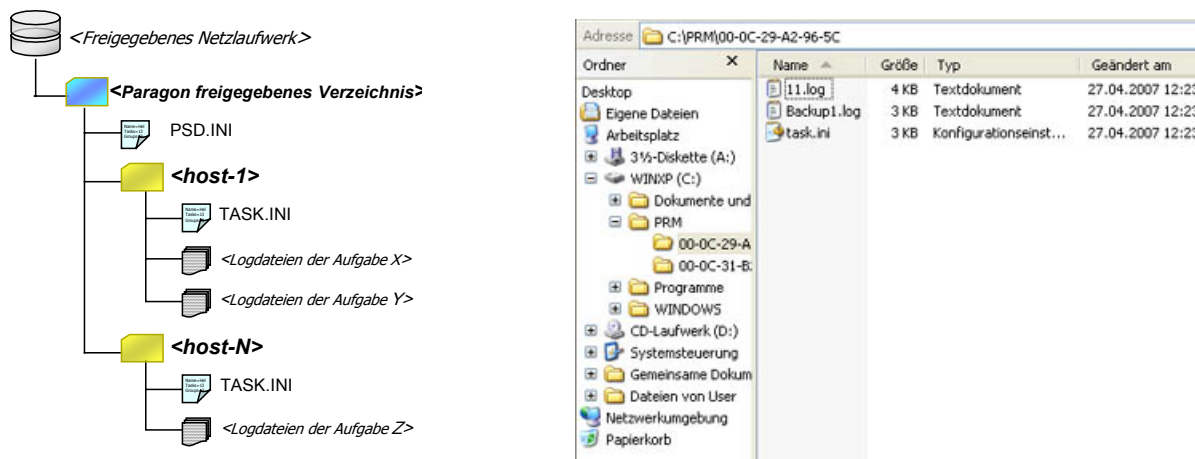 <Freigegebenes Netzlaufwerk>
<Paragon freigegebenes Verzeichnis>
PSD.INI
<host-1>
TASK.INI
<Logdateien der Aufgabe X>
<Logdateien der Aufgabe Y>
<host-N>
TASK.INI
<Logdateien der Aufgabe Z>
Adresse C:\PRM\00-0C-29-A2-96-5C
Ordner x
Desktop
Eigene Dateien
Arbeitsplatz
3½-Diskette (A:)
WINXP (C:)
Dokumente und
PRM
00-0C-29-A
00-0C-31-B
Programme
WINDOWS
CD-Laufwerk (D:)
Systemsteuerung
Gemeinsame Dokum
Dateien von User
Netzwerkumgebung
Papierkorb
Name Größe Typ Geändert am
11.log 4 KB Textdokument 27.04.2007 12:23
Backup1.log 3 KB Textdokument 27.04.2007 12:23
task.ini 3 KB Konfigurationseinst... 27.04.2007 12:23